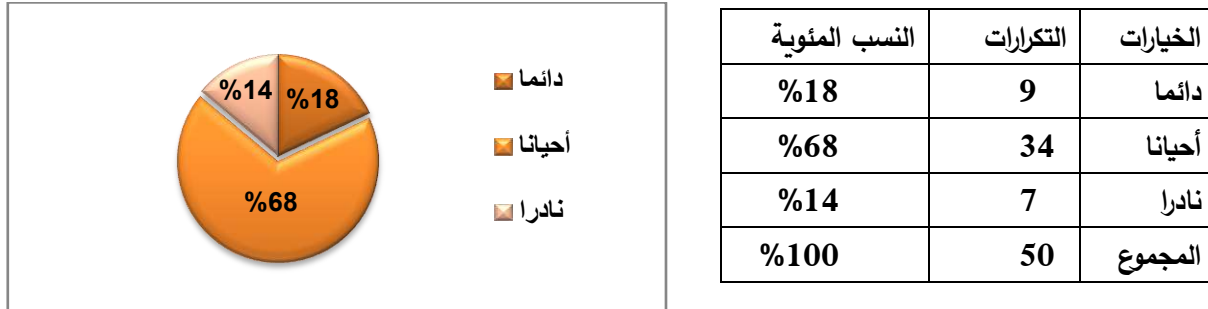 الخيارات التكرارات النسب المئوية
دائما 9 %18
أحيانا 34 %68
نادرا 7 %14
المجموع 50 %100
دائما
أحيانا
نادرا
%14
%18
%68